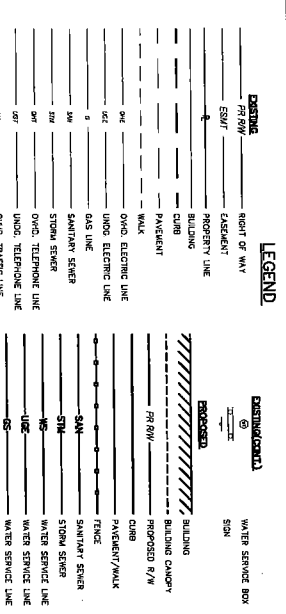 LEGEND
EXISTING
PR R/W RIGHT OF WAY
ESMT EASEMENT
PROPERTY LINE
BUILDING
CURB
PAVEMENT
WALK
OHE OVHD. ELECTRIC LINE
UGE UNDG ELECTRIC LINE
G GAS LINE
SAN SANITARY SEWER
STM STORM SEWER
OHT OVHD. TELEPHONE LINE
UGT UNDG. TELEPHONE LINE
OVHD. TRAFFIC LINE
EXISTING(CONT.)
WATER SERVICE BOX
SIGN
PROPOSED
BUILDING
BUILDING CANOPY
PR R/W PROPOSED R/W
CURB
PAVEMENT/WALK
FENCE
SAN SANITARY SEWER
STM STORM SEWER
WS WATER SERVICE LINE
UGE WATER SERVICE LINE
GS WATER SERVICE LINE